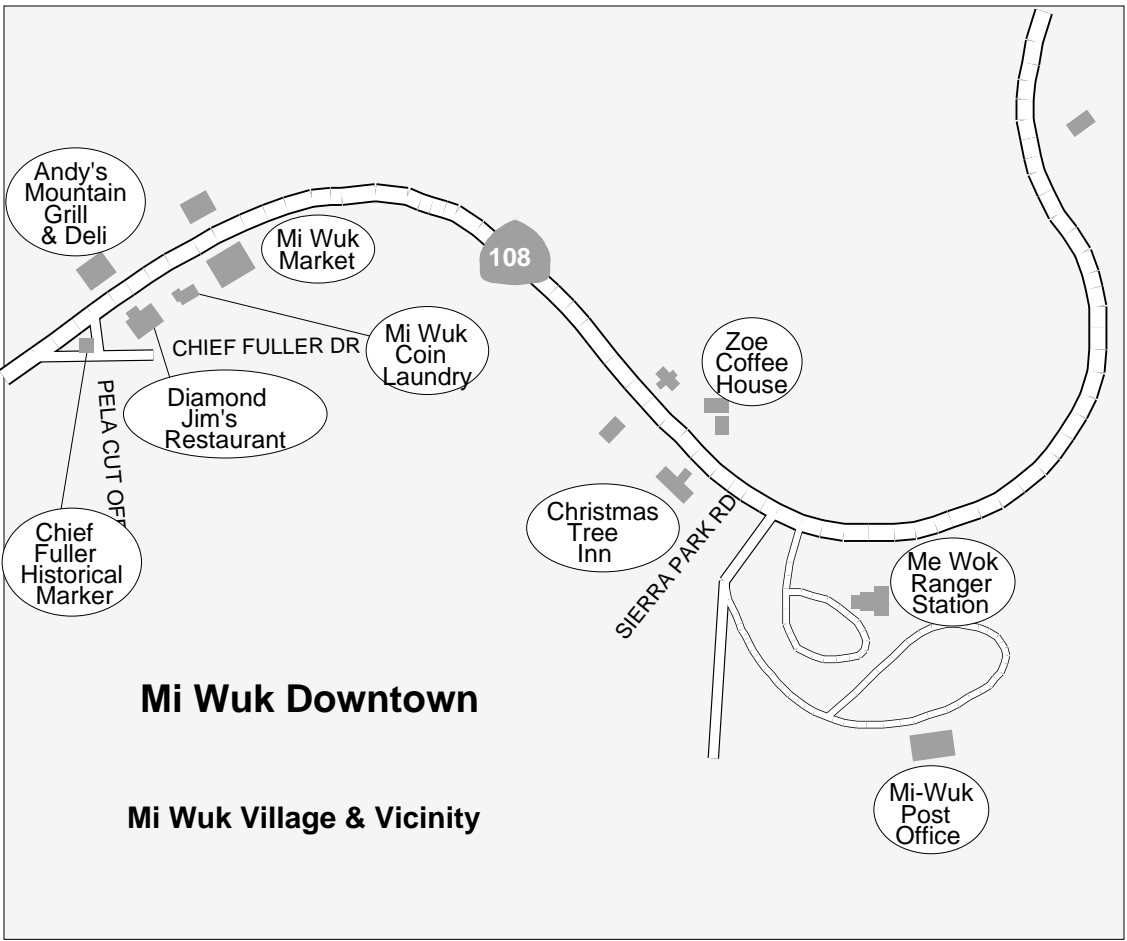 Andy's
Mountain
Grill
& Deli
Mi Wuk
Market
108
CHIEF FULLER DR
Mi Wuk
Coin
Laundry
Zoe
Coffee
House
PELA CUT OFF
Diamond
Jim's
Restaurant
Chief
Fuller
Historical
Marker
Christmas
Tree
Inn
SIERRA PARK RD
Me Wok
Ranger
Station
Mi Wuk Downtown
Mi Wuk Village & Vicinity
Mi-Wuk
Post
Office